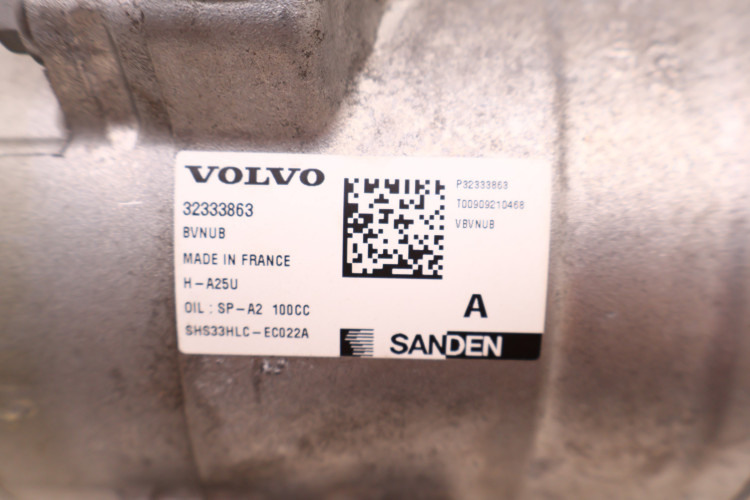 VOLVO
32333863
BVNUB
MADE IN FRANCE
H-A25U
OIL : SP-A2 100CC
SHS33HLC-EC022A
P32333863
T00909210468
VBVNUB
A
SANDEN